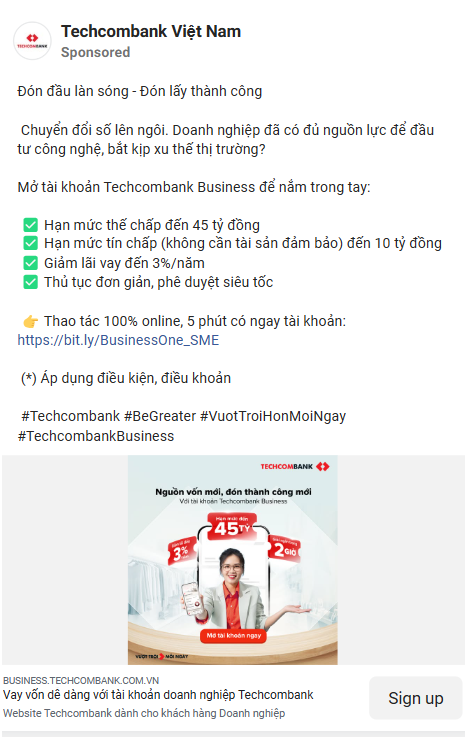 Techcombank Việt Nam
Sponsored
Đón đầu làn sóng - Đón lấy thành công
Chuyển đổi số lên ngôi. Doanh nghiệp đã có đủ nguồn lực để đầu
tư công nghệ, bắt kịp xu thế thị trường?
Mở tài khoản Techcombank Business để nắm trong tay:
✅ Hạn mức thế chấp đến 45 tỷ đồng
✅ Hạn mức tín chấp (không cần tài sản đảm bảo) đến 10 tỷ đồng
✅ Giảm lãi vay đến 3%/năm
✅ Thủ tục đơn giản, phê duyệt siêu tốc
👉 Thao tác 100% online, 5 phút có ngay tài khoản:
https://bit.ly/BusinessOne_SME
(*) Áp dụng điều kiện, điều khoản
#Techcombank #BeGreater #VuotTroiHonMoiNgay
#TechcombankBusiness
TECHCOMBANK
Nguồn vốn mới, đón thành công mới
Với tài khoản Techcombank Business
Hạn mức đến
45 TỶ
3%
2 GIỜ
Mở tài khoản ngay
VƯỢT TRỘI MỖI NGÀY
BUSINESS.TECHCOMBANK.COM.VN
Vay vốn dễ dàng với tài khoản doanh nghiệp Techcombank
Website Techcombank dành cho khách hàng Doanh nghiệp
Sign up